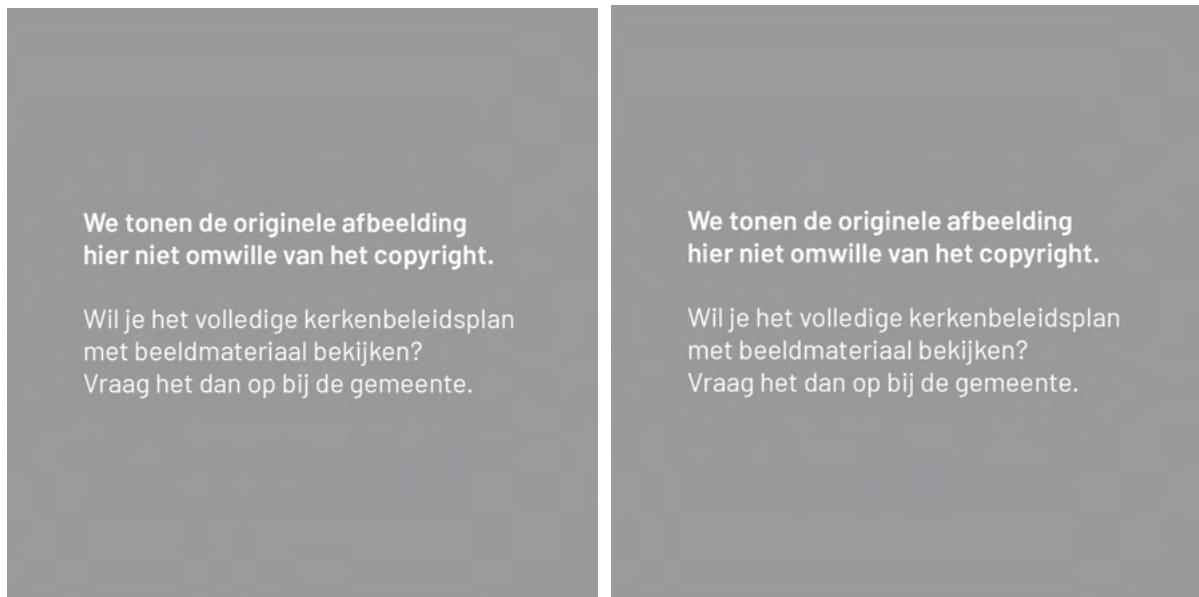 We tonen de originele afbeelding
hier niet omwille van het copyright.
Wil je het volledige kerkenbeleidsplan
met beeldmateriaal bekijken?
Vraag het dan op bij de gemeente.
We tonen de originele afbeelding
hier niet omwille van het copyright.
Wil je het volledige kerkenbeleidsplan
met beeldmateriaal bekijken?
Vraag het dan op bij de gemeente.